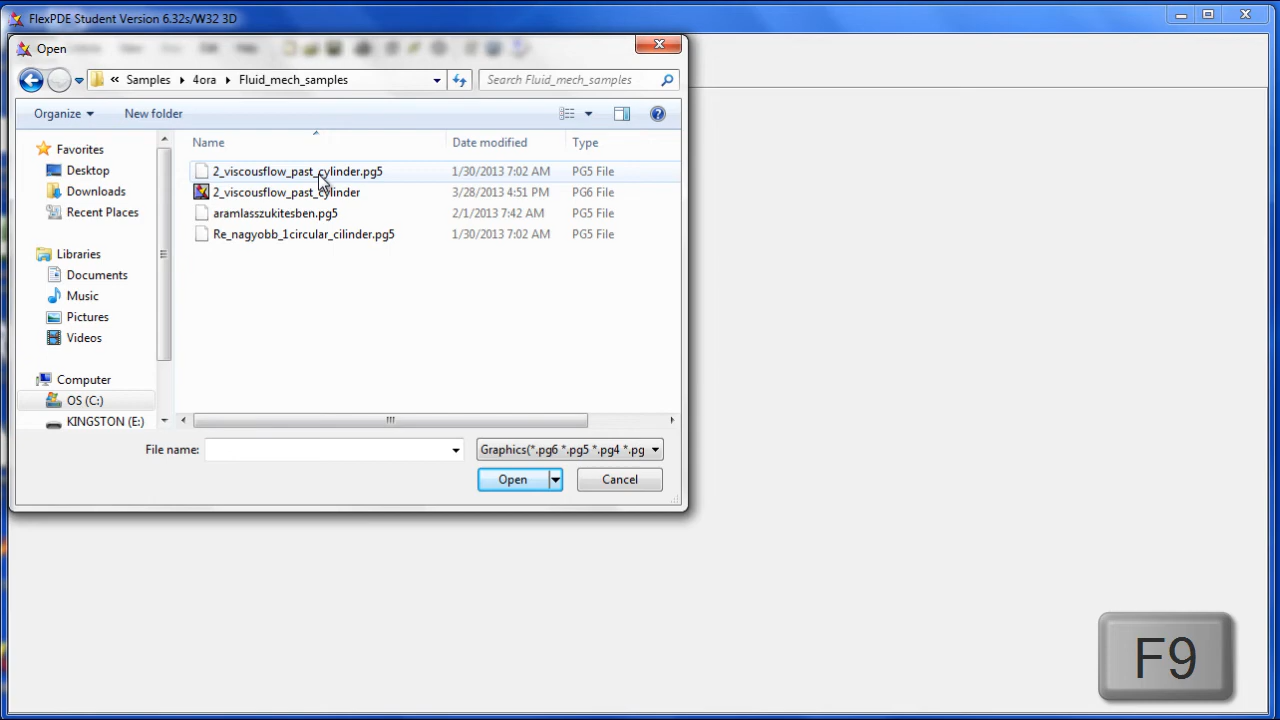 FlexPDE Student Version 6.32s/W32 3D
Open
« Samples 4ora Fluid_mech_samples Search Fluid_mech_samples
Organize New folder
Name Date modified Type
Favorites
Desktop
Downloads
Recent Places
Libraries
Documents
Music
Pictures
Videos
Computer
OS (C:)
KINGSTON (E:)
2_viscousflow_past_cylinder.pg5 1/30/2013 7:02 AM PG5 File
2_viscousflow_past_cylinder 3/28/2013 4:51 PM PG6 File
aramlasszukitesben.pg5 2/1/2013 7:42 AM PG5 File
Re_nagyobb_1circular_cilinder.pg5 1/30/2013 7:02 AM PG5 File
File name: Graphics(*.pg6 *.pg5 *.pg4 *.pg
Open Cancel
F9